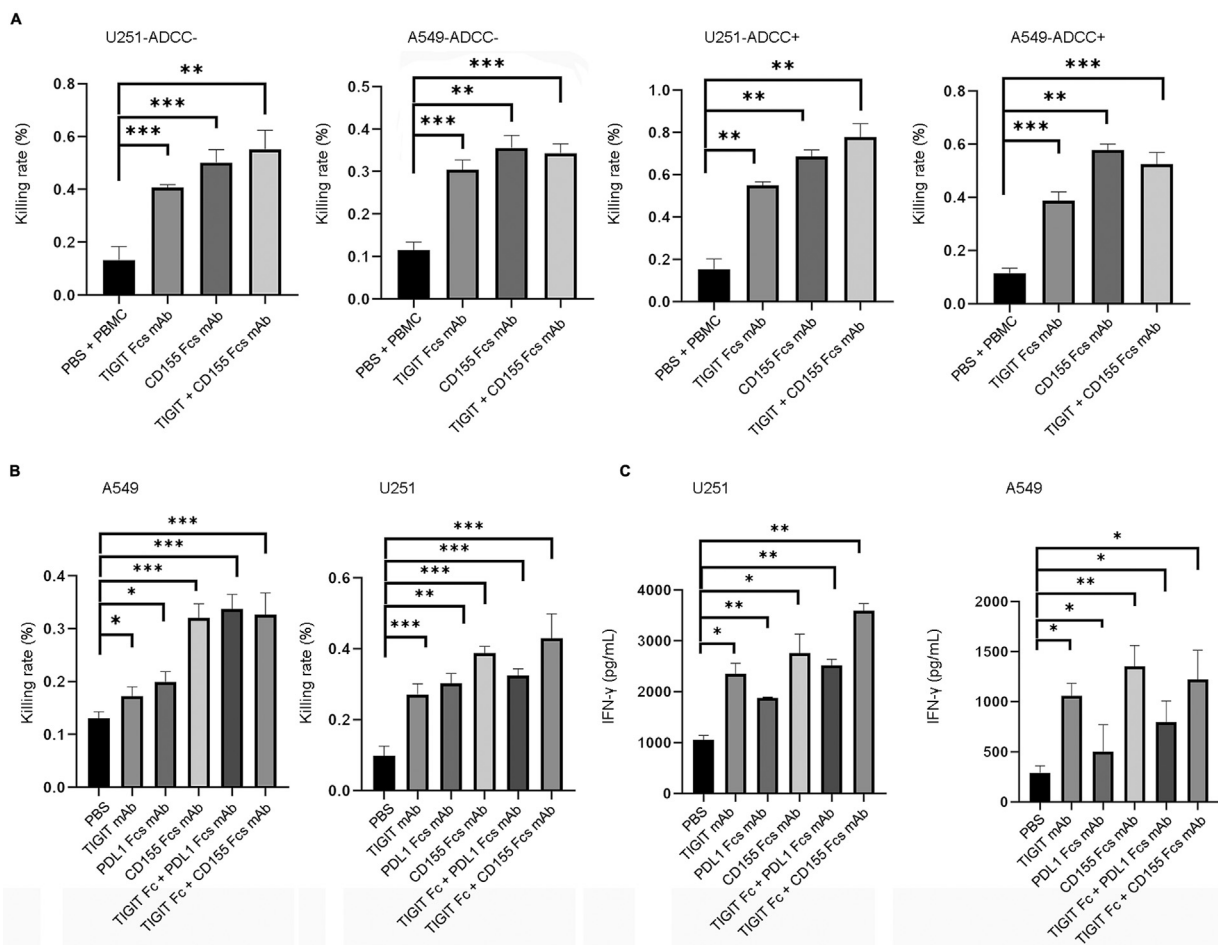 A
U251-ADCC-
Killing rate (%)
0.8
0.6
0.4
0.2
0.0
**
***
***
PBS + PBMC
TIGIT Fcs mAb
CD155 Fcs mAb
TIGIT + CD155 Fcs mAb
A549-ADCC-
Killing rate (%)
0.5
0.4
0.3
0.2
0.1
0.0
***
**
***
PBS + PBMC
TIGIT Fcs mAb
CD155 Fcs mAb
TIGIT + CD155 Fcs mAb
U251-ADCC+
Killing rate (%)
1.0
0.8
0.6
0.4
0.2
0.0
**
**
**
PBS + PBMC
TIGIT Fcs mAb
CD155 Fcs mAb
TIGIT + CD155 Fcs mAb
A549-ADCC+
Killing rate (%)
0.8
0.6
0.4
0.2
0.0
***
**
***
PBS + PBMC
TIGIT Fcs mAb
CD155 Fcs mAb
TIGIT + CD155 Fcs mAb
B
A549
Killing rate (%)
0.4
0.3
0.2
0.1
0.0
***
***
***
*
*
PBS
TIGIT mAb
PDL1 Fcs mAb
CD155 Fcs mAb
TIGIT Fc + PDL1 Fcs mAb
TIGIT Fc + CD155 Fcs mAb
U251
Killing rate (%)
0.6
0.4
0.2
0.0
***
***
***
**
***
PBS
TIGIT mAb
PDL1 Fcs mAb
CD155 Fcs mAb
TIGIT Fc + PDL1 Fcs mAb
TIGIT Fc + CD155 Fcs mAb
C
U251
IFN-γ (pg/mL)
4000
3000
2000
1000
0
**
**
*
**
*
PBS
TIGIT mAb
PDL1 Fcs mAb
CD155 Fcs mAb
TIGIT Fc + PDL1 Fcs mAb
TIGIT Fc + CD155 Fcs mAb
A549
IFN-γ (pg/mL)
2000
1500
1000
500
0
*
*
**
*
*
PBS
TIGIT mAb
PDL1 Fcs mAb
CD155 Fcs mAb
TIGIT Fc + PDL1 Fcs mAb
TIGIT Fc + CD155 Fcs mAb